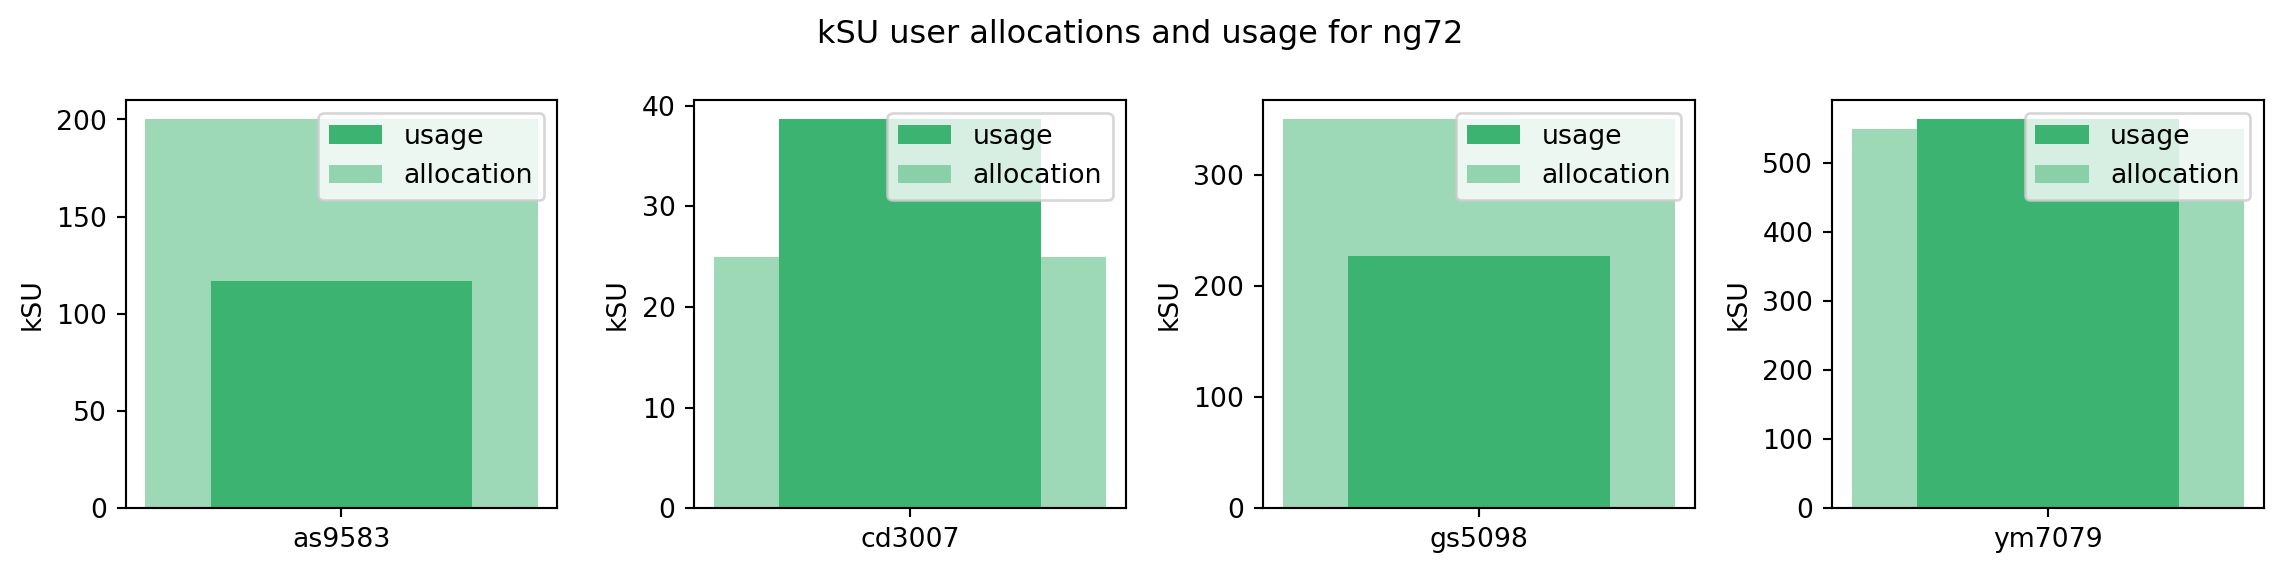 kSU user allocations and usage for ng72
kSU
200
150
100
50
0
usage
allocation
as9583
kSU
40
30
20
10
0
usage
allocation
cd3007
kSU
300
200
100
0
usage
allocation
gs5098
kSU
500
400
300
200
100
0
usage
allocation
ym7079